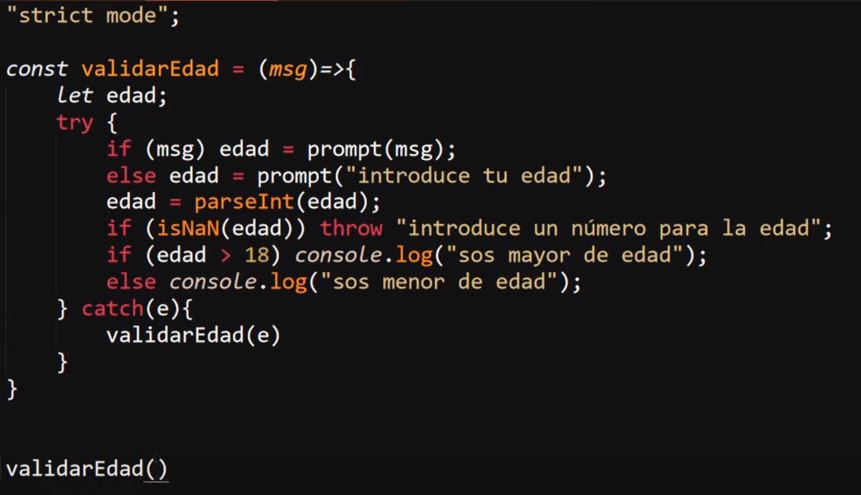 "strict mode";
const validarEdad = (msg)=>{
let edad;
try {
if (msg) edad = prompt(msg);
else edad = prompt("introduce tu edad");
edad = parseInt(edad);
if (isNaN(edad)) throw "introduce un número para la edad";
if (edad > 18) console.log("sos mayor de edad");
else console.log("sos menor de edad");
} catch(e){
validarEdad(e)
}
}
validarEdad()